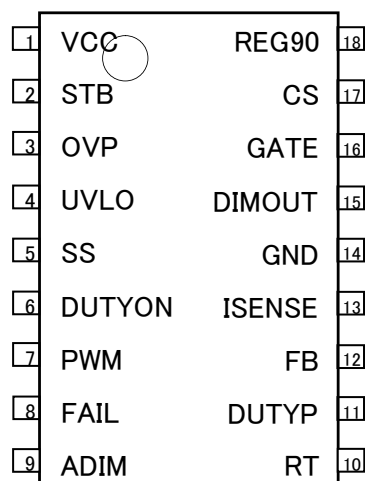 1 VCC REG90 18
2 STB CS 17
3 OVP GATE 16
4 UVLO DIMOUT 15
5 SS GND 14
6 DUTYON ISENSE 13
7 PWM FB 12
8 FAIL DUTYP 11
9 ADIM RT 10